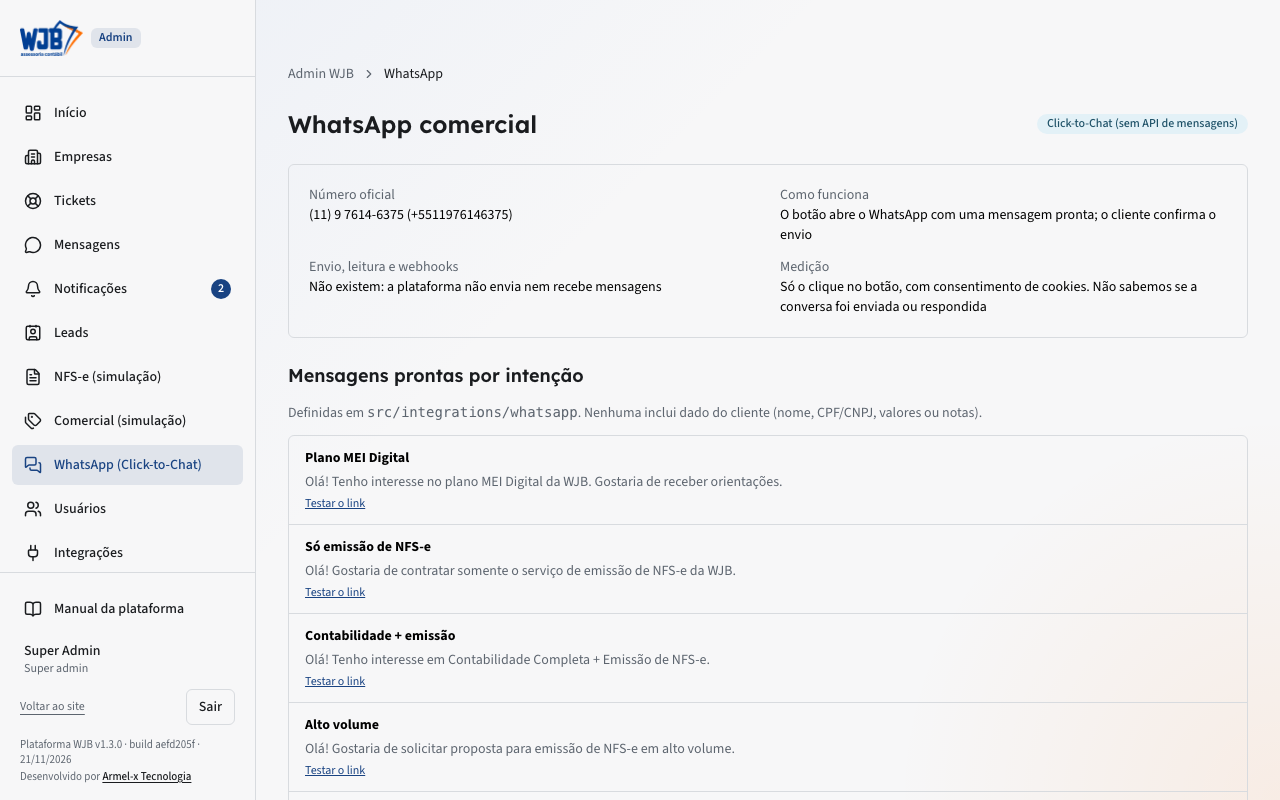 WJB
assessoria contábil
Admin
Início
Empresas
Tickets
Mensagens
Notificações
2
Leads
NFS-e (simulação)
Comercial (simulação)
WhatsApp (Click-to-Chat)
Usuários
Integrações
Manual da plataforma
Super Admin
Super admin
Voltar ao site
Sair
Plataforma WJB v1.3.0 · build aefd205f ·
21/11/2026
Desenvolvido por Armel-x Tecnologia
Admin WJB
WhatsApp
WhatsApp comercial
Click-to-Chat (sem API de mensagens)
Número oficial
(11) 9 7614-6375 (+5511976146375)
Como funciona
O botão abre o WhatsApp com uma mensagem pronta; o cliente confirma o
envio
Envio, leitura e webhooks
Não existem: a plataforma não envia nem recebe mensagens
Medição
Só o clique no botão, com consentimento de cookies. Não sabemos se a
conversa foi enviada ou respondida
Mensagens prontas por intenção
Definidas em src/integrations/whatsapp. Nenhuma inclui dado do cliente (nome, CPF/CNPJ, valores ou notas).
Plano MEI Digital
Olá! Tenho interesse no plano MEI Digital da WJB. Gostaria de receber orientações.
Testar o link
Só emissão de NFS-e
Olá! Gostaria de contratar somente o serviço de emissão de NFS-e da WJB.
Testar o link
Contabilidade + emissão
Olá! Tenho interesse em Contabilidade Completa + Emissão de NFS-e.
Testar o link
Alto volume
Olá! Gostaria de solicitar proposta para emissão de NFS-e em alto volume.
Testar o link